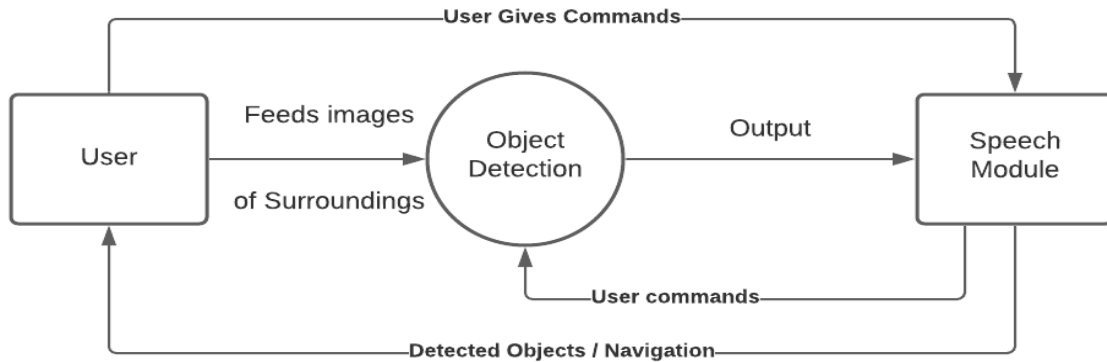 User Gives Commands
Feeds images
of Surroundings
User
Object
Detection
Output
Speech
Module
User commands
Detected Objects / Navigation